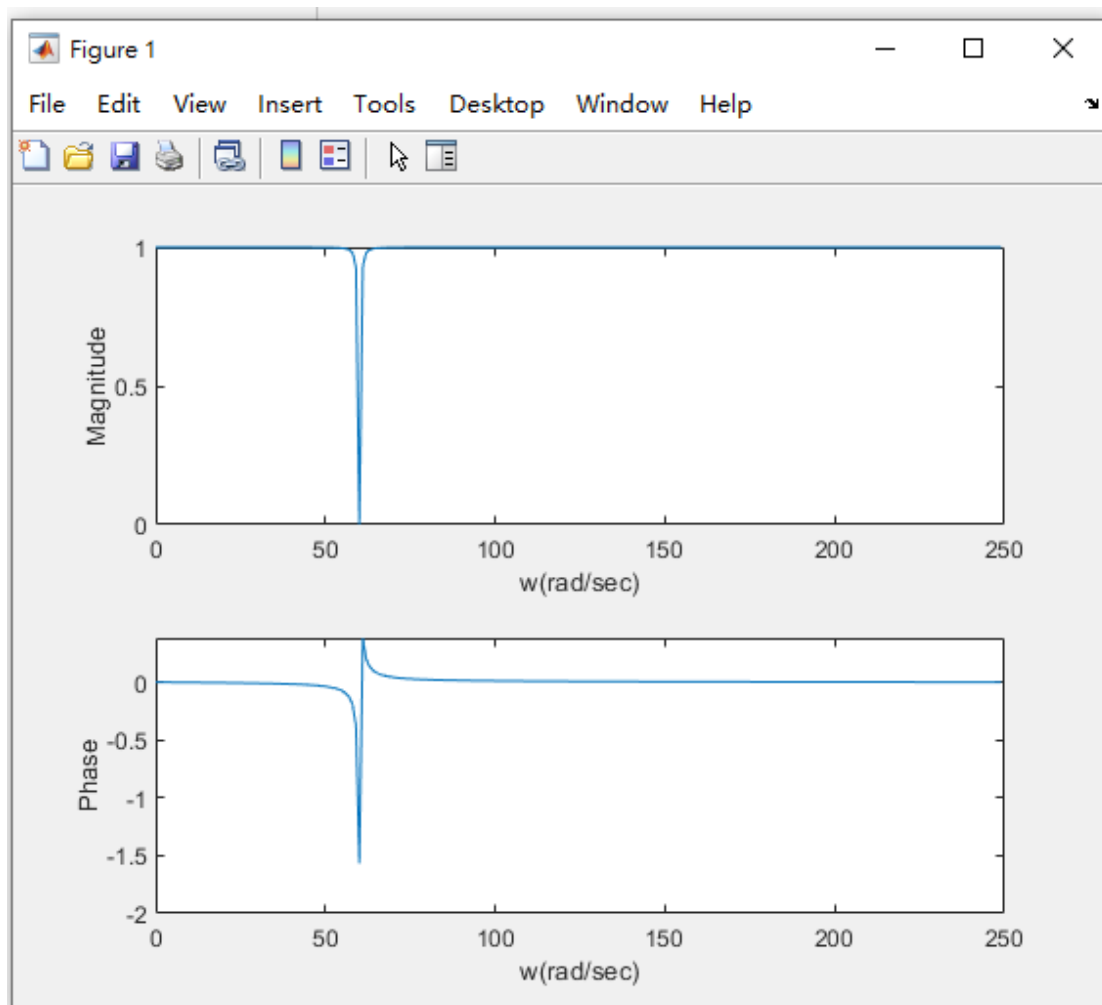 Figure 1
File Edit View Insert Tools Desktop Window Help
1
0.5
0
Magnitude
0 50 100 150 200 250
w(rad/sec)
0
-0.5
-1
-1.5
-2
Phase
0 50 100 150 200 250
w(rad/sec)